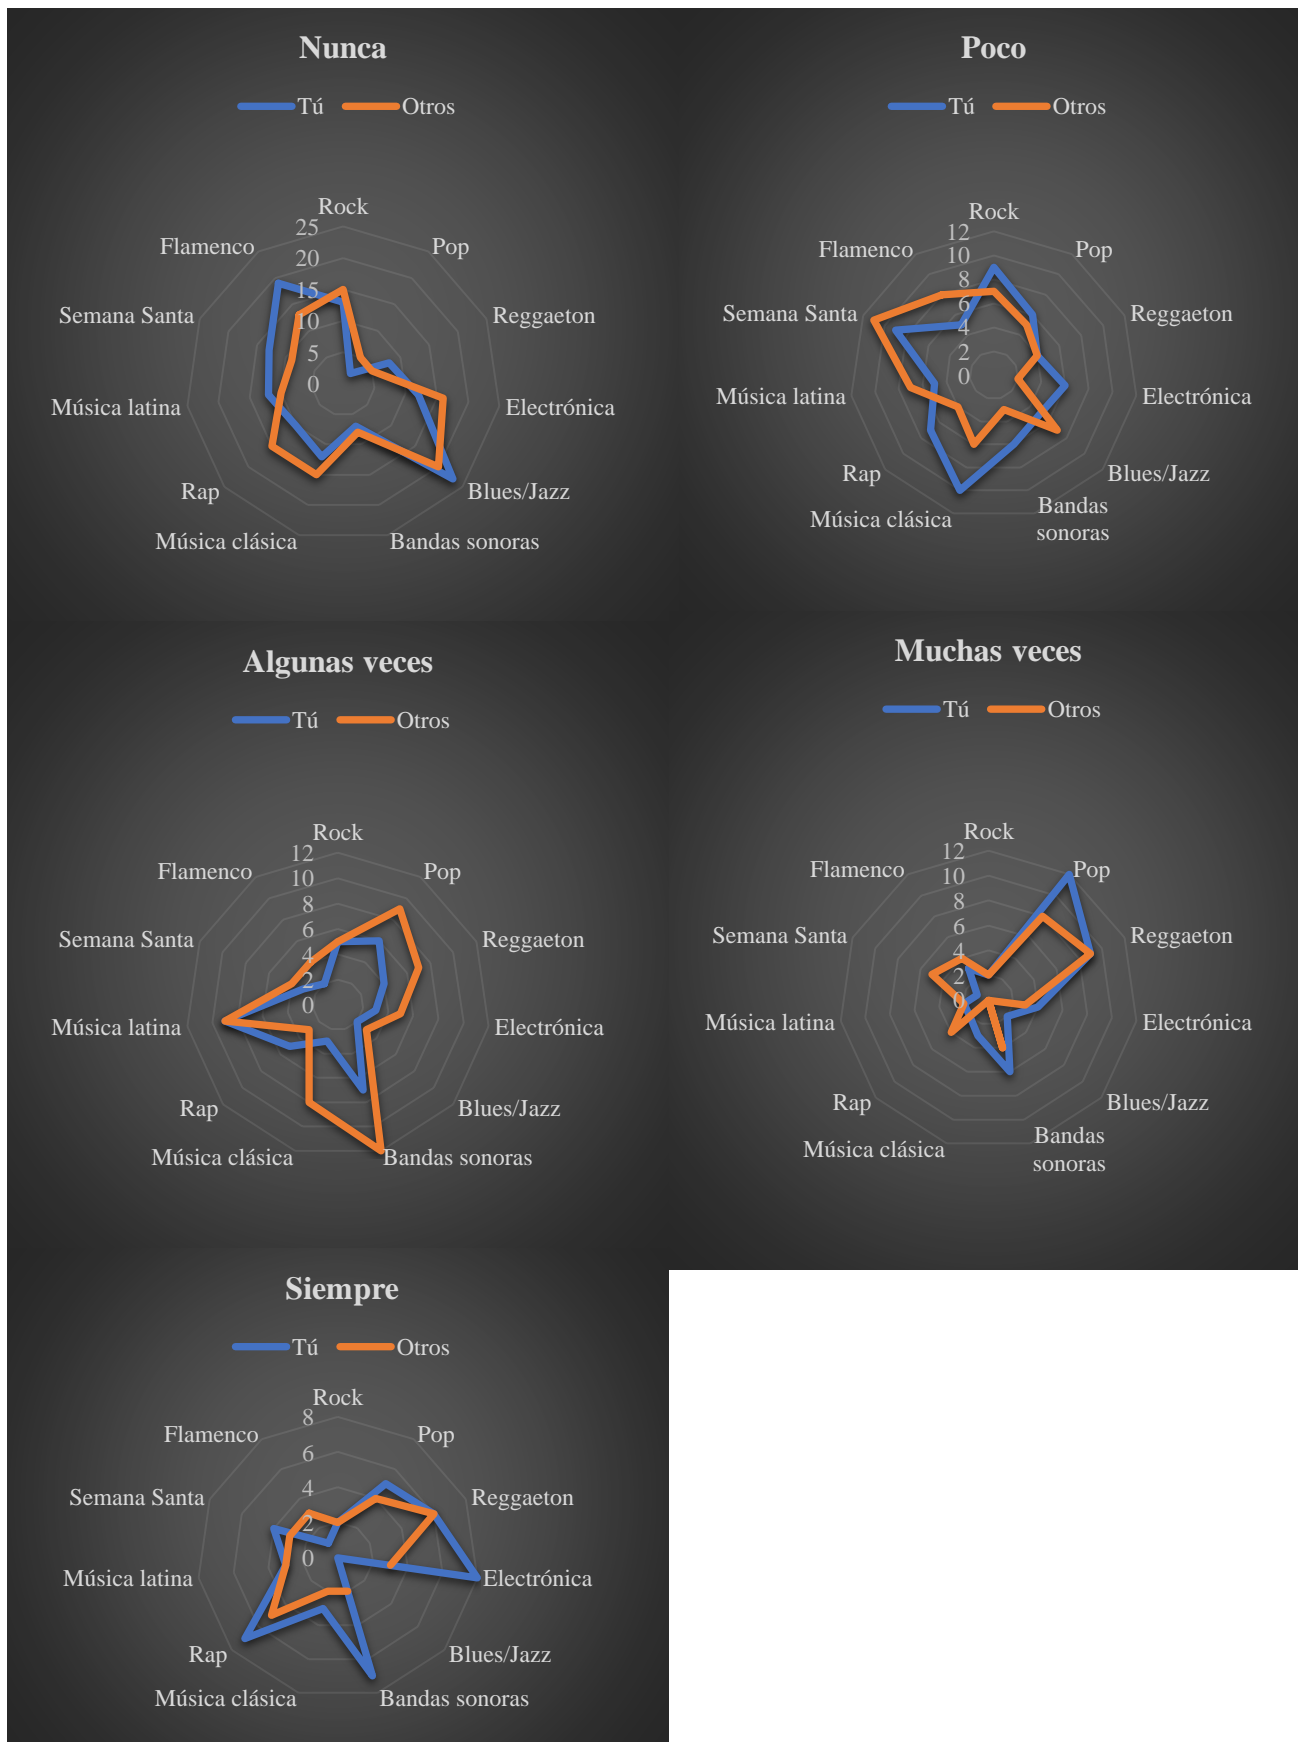 Nunca
Tú Otros
Rock
Pop
Reggaeton
Electrónica
Blues/Jazz
Bandas sonoras
Música clásica
Rap
Música latina
Semana Santa
Flamenco
25
20
15
10
5
0
Poco
Tú Otros
Rock
Pop
Reggaeton
Electrónica
Blues/Jazz
Bandas
sonoras
Música clásica
Rap
Música latina
Semana Santa
Flamenco
12
10
8
6
4
2
0
Algunas veces
Tú Otros
Rock
Pop
Reggaeton
Electrónica
Blues/Jazz
Bandas sonoras
Música clásica
Rap
Música latina
Semana Santa
Flamenco
12
10
8
6
4
2
0
Muchas veces
Tú Otros
Rock
Pop
Reggaeton
Electrónica
Blues/Jazz
Bandas
sonoras
Música clásica
Rap
Música latina
Semana Santa
Flamenco
12
10
8
6
4
2
0
Siempre
Tú Otros
Rock
Pop
Reggaeton
Electrónica
Blues/Jazz
Bandas sonoras
Música clásica
Rap
Música latina
Semana Santa
Flamenco
8
6
4
2
0